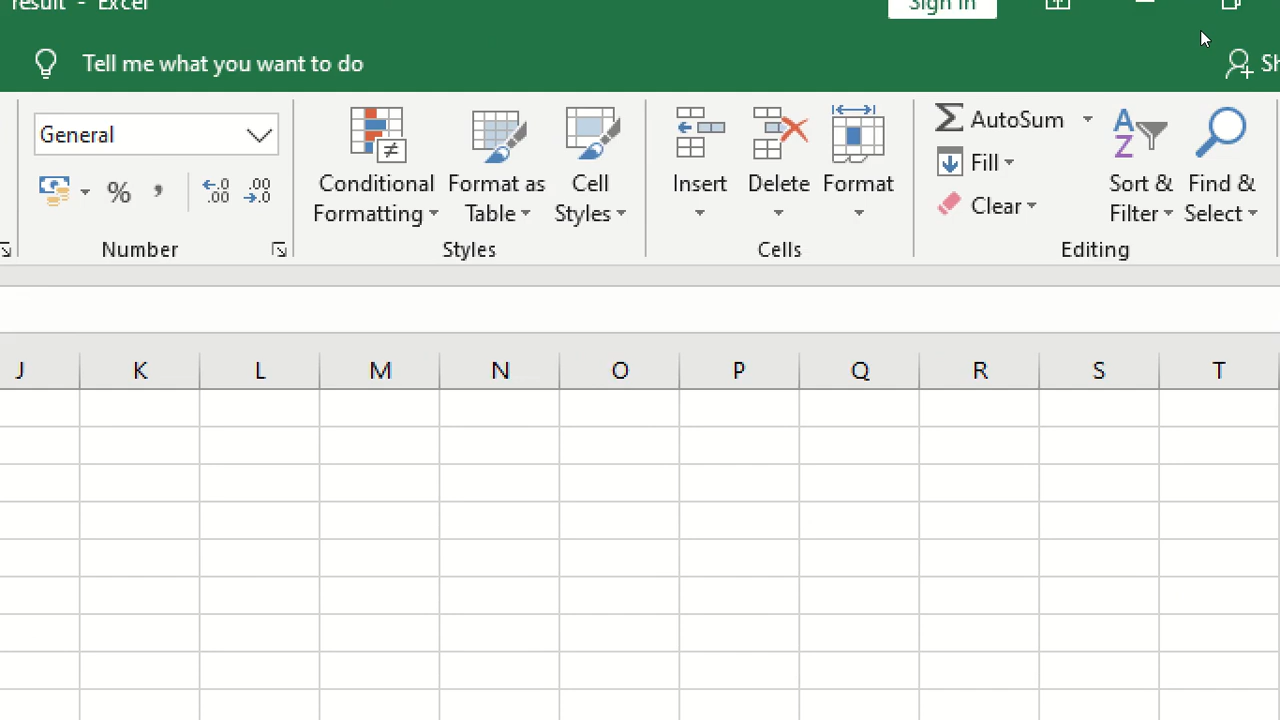 result - Excel
Sign in
Tell me what you want to do
General
Conditional Formatting
Format as Table
Cell Styles
Insert
Delete
Format
AutoSum
Fill
Clear
Sort & Filter
Find & Select
Number
Styles
Cells
Editing
J K L M N O P Q R S T